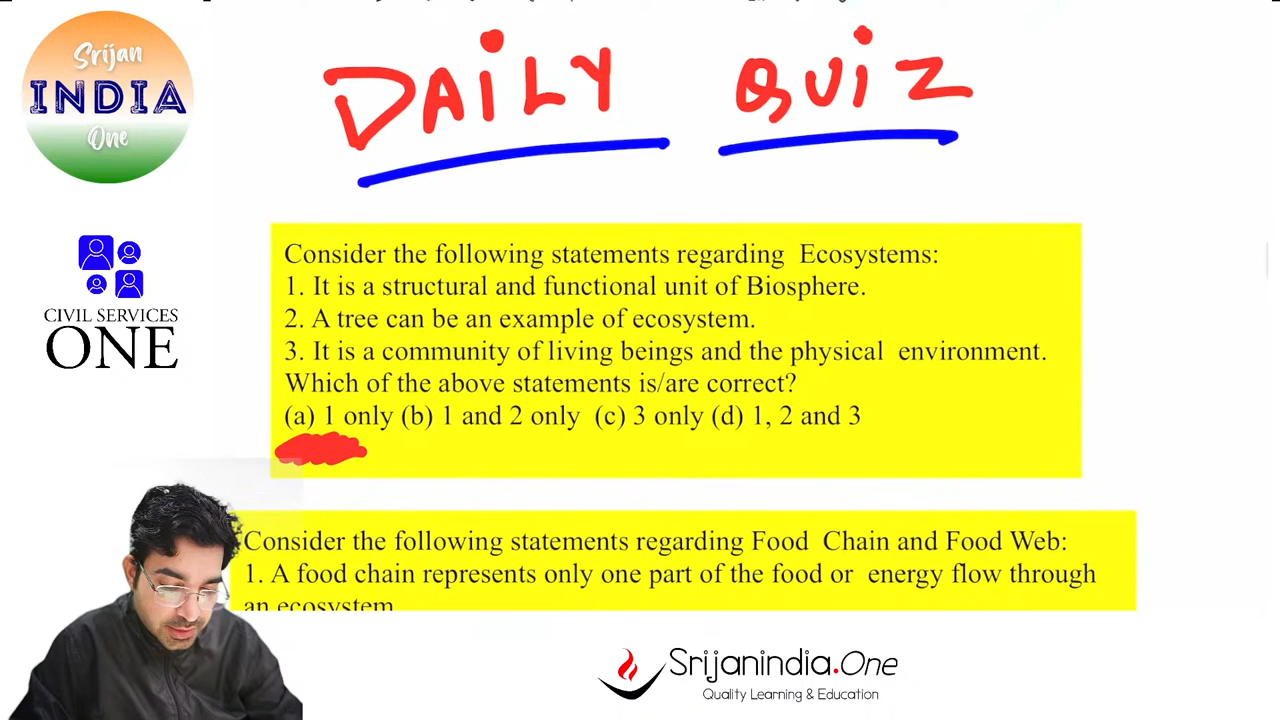 Srijan
INDIA
One
DAILY QUIZ
CIVIL SERVICES
ONE
Consider the following statements regarding Ecosystems:
1. It is a structural and functional unit of Biosphere.
2. A tree can be an example of ecosystem.
3. It is a community of living beings and the physical environment.
Which of the above statements is/are correct?
(a) 1 only (b) 1 and 2 only (c) 3 only (d) 1, 2 and 3
Consider the following statements regarding Food Chain and Food Web:
1. A food chain represents only one part of the food or energy flow through
an ecosystem
Srijanindia.One
Quality Learning & Education